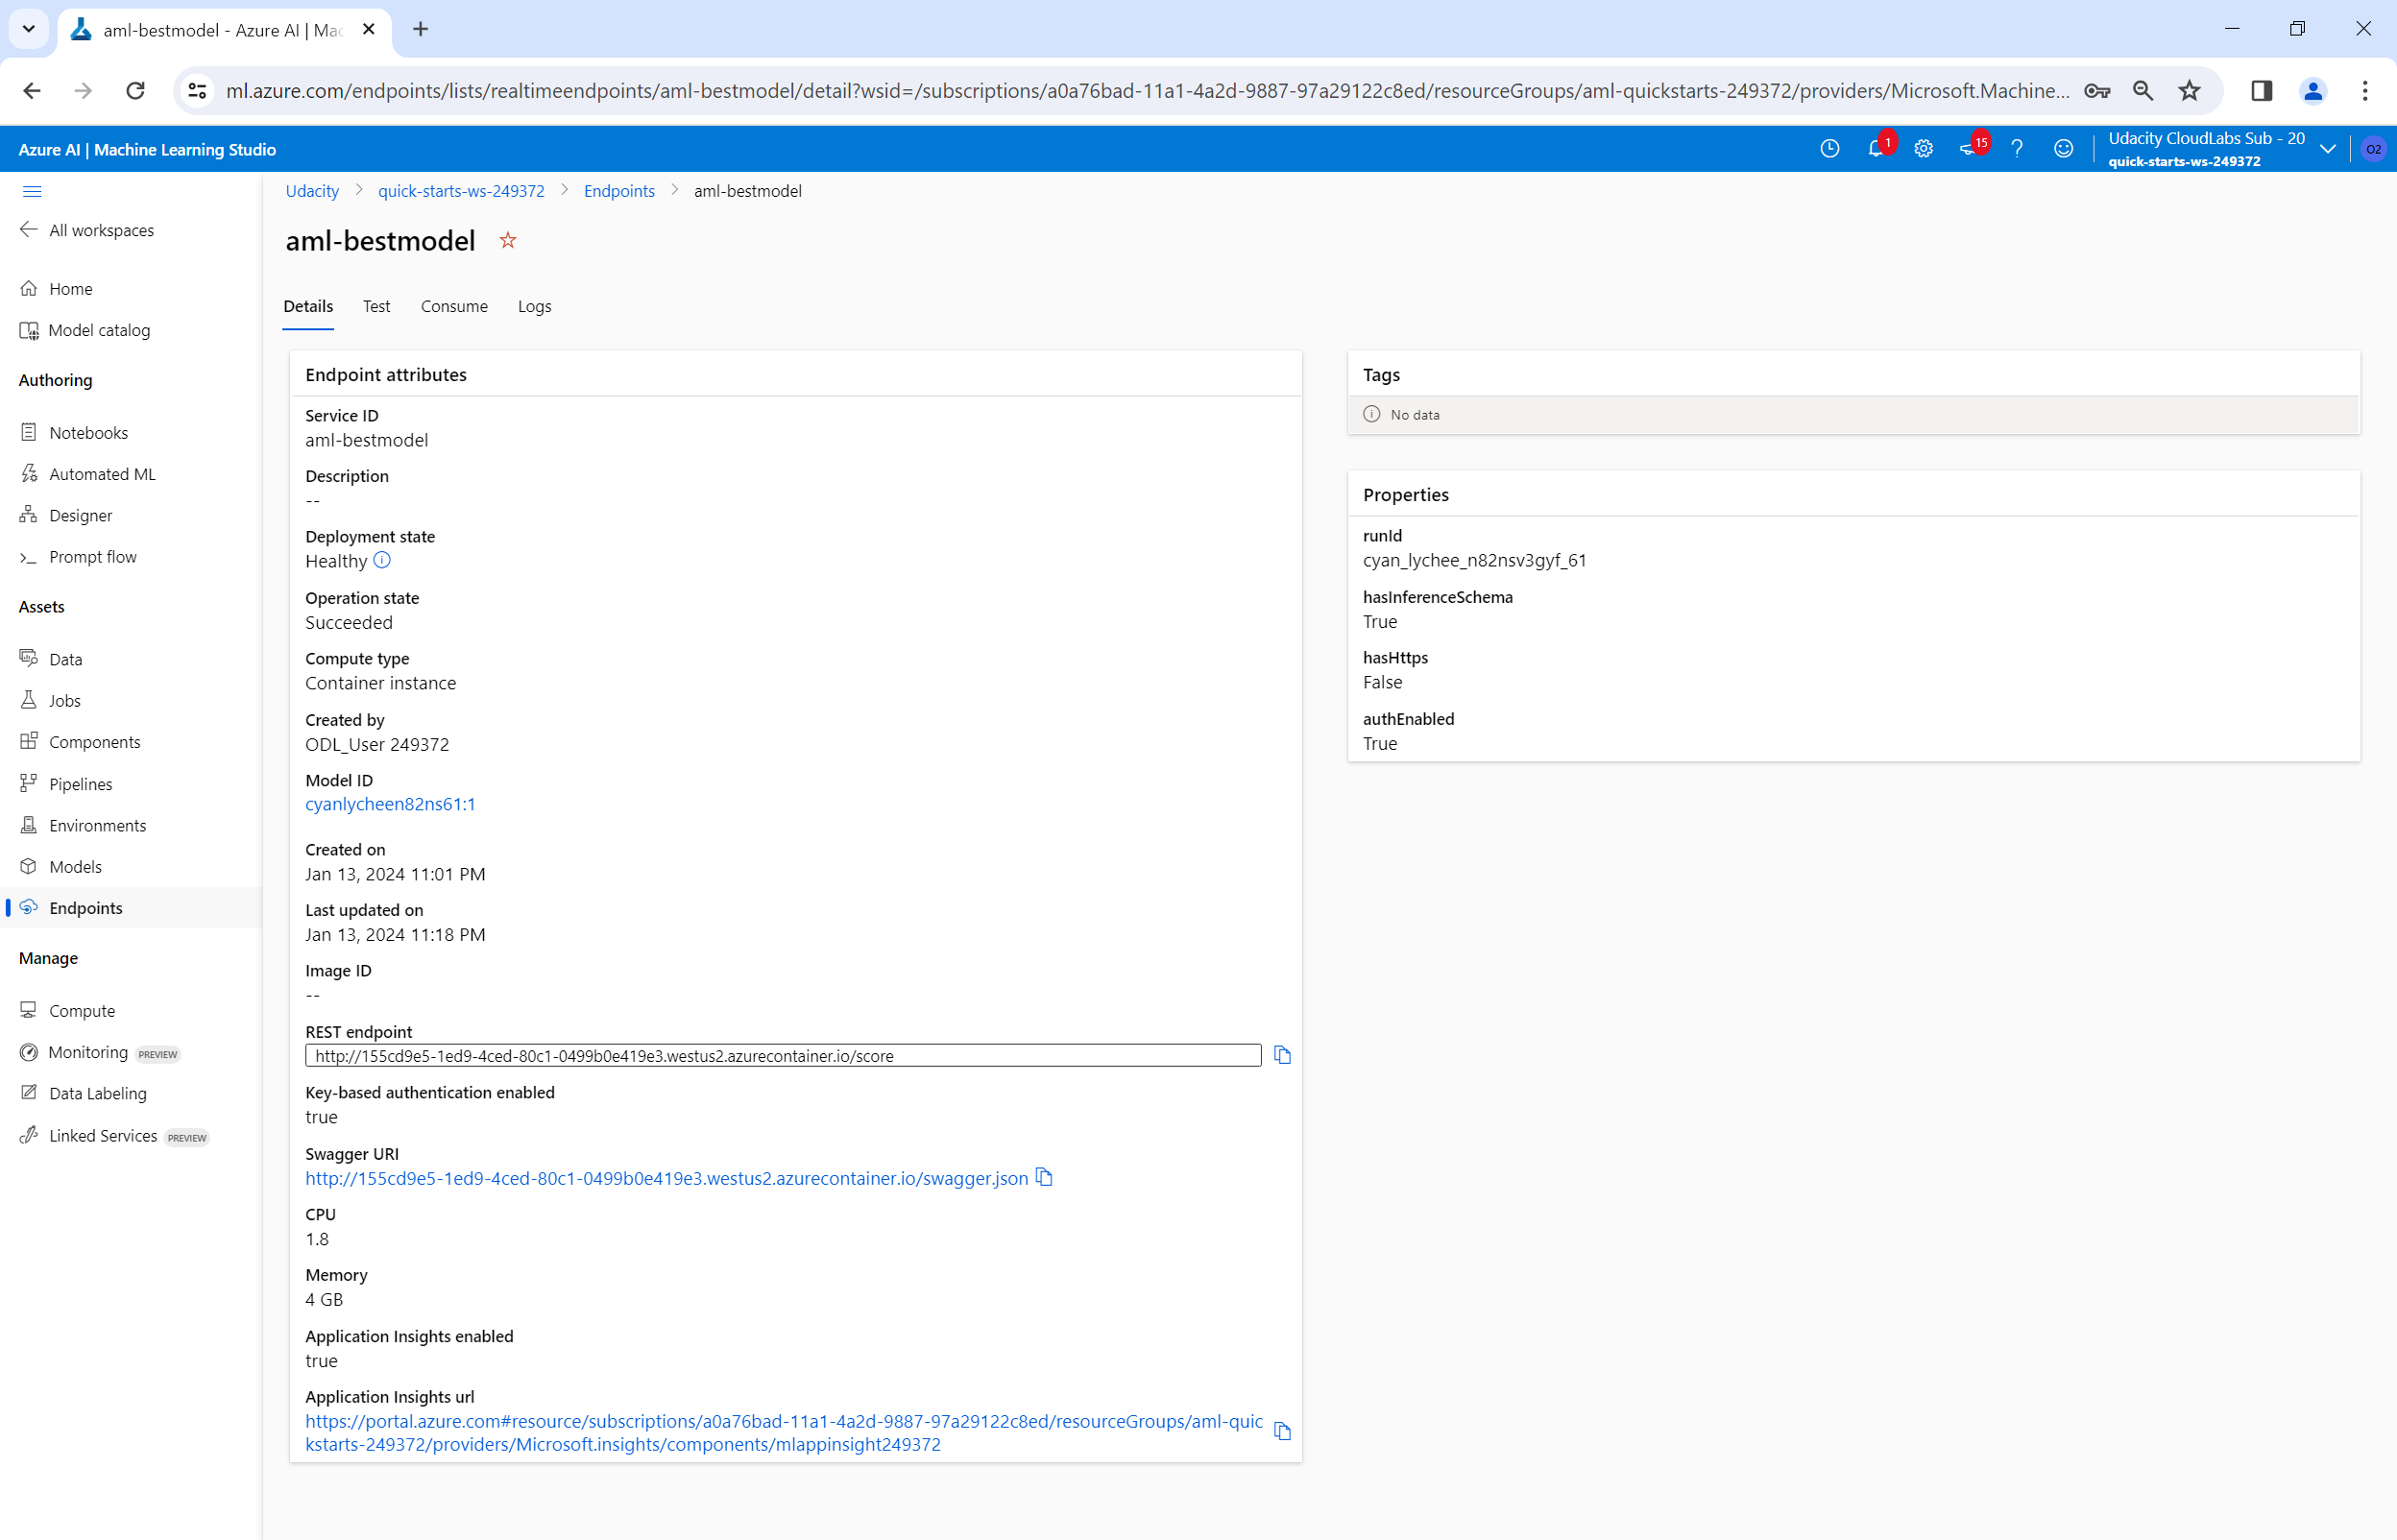 aml-bestmodel - Azure AI | Mac
ml.azure.com/endpoints/lists/realtimeendpoints/aml-bestmodel/detail?wsid=/subscriptions/a0a76bad-11a1-4a2d-9887-97a29122c8ed/resourceGroups/aml-quickstarts-249372/providers/Microsoft.Machine...
Azure AI | Machine Learning Studio
1
15
Udacity CloudLabs Sub - 20
quick-starts-ws-249372
O2
All workspaces
Home
Model catalog
Authoring
Notebooks
Automated ML
Designer
Prompt flow
Assets
Data
Jobs
Components
Pipelines
Environments
Models
Endpoints
Manage
Compute
Monitoring PREVIEW
Data Labeling
Linked Services PREVIEW
Udacity > quick-starts-ws-249372 > Endpoints > aml-bestmodel
aml-bestmodel
Details Test Consume Logs
Endpoint attributes
Service ID
aml-bestmodel
Description
--
Deployment state
Healthy
Operation state
Succeeded
Compute type
Container instance
Created by
ODL_User 249372
Model ID
cyanlycheen82ns61:1
Created on
Jan 13, 2024 11:01 PM
Last updated on
Jan 13, 2024 11:18 PM
Image ID
--
REST endpoint
http://155cd9e5-1ed9-4ced-80c1-0499b0e419e3.westus2.azurecontainer.io/score
Key-based authentication enabled
true
Swagger URI
http://155cd9e5-1ed9-4ced-80c1-0499b0e419e3.westus2.azurecontainer.io/swagger.json
CPU
1.8
Memory
4 GB
Application Insights enabled
true
Application Insights url
https://portal.azure.com#resource/subscriptions/a0a76bad-11a1-4a2d-9887-97a29122c8ed/resourceGroups/aml-quic
kstarts-249372/providers/Microsoft.insights/components/mlappinsight249372
Tags
No data
Properties
runId
cyan_lychee_n82nsv3gyf_61
hasInferenceSchema
True
hasHttps
False
authEnabled
True